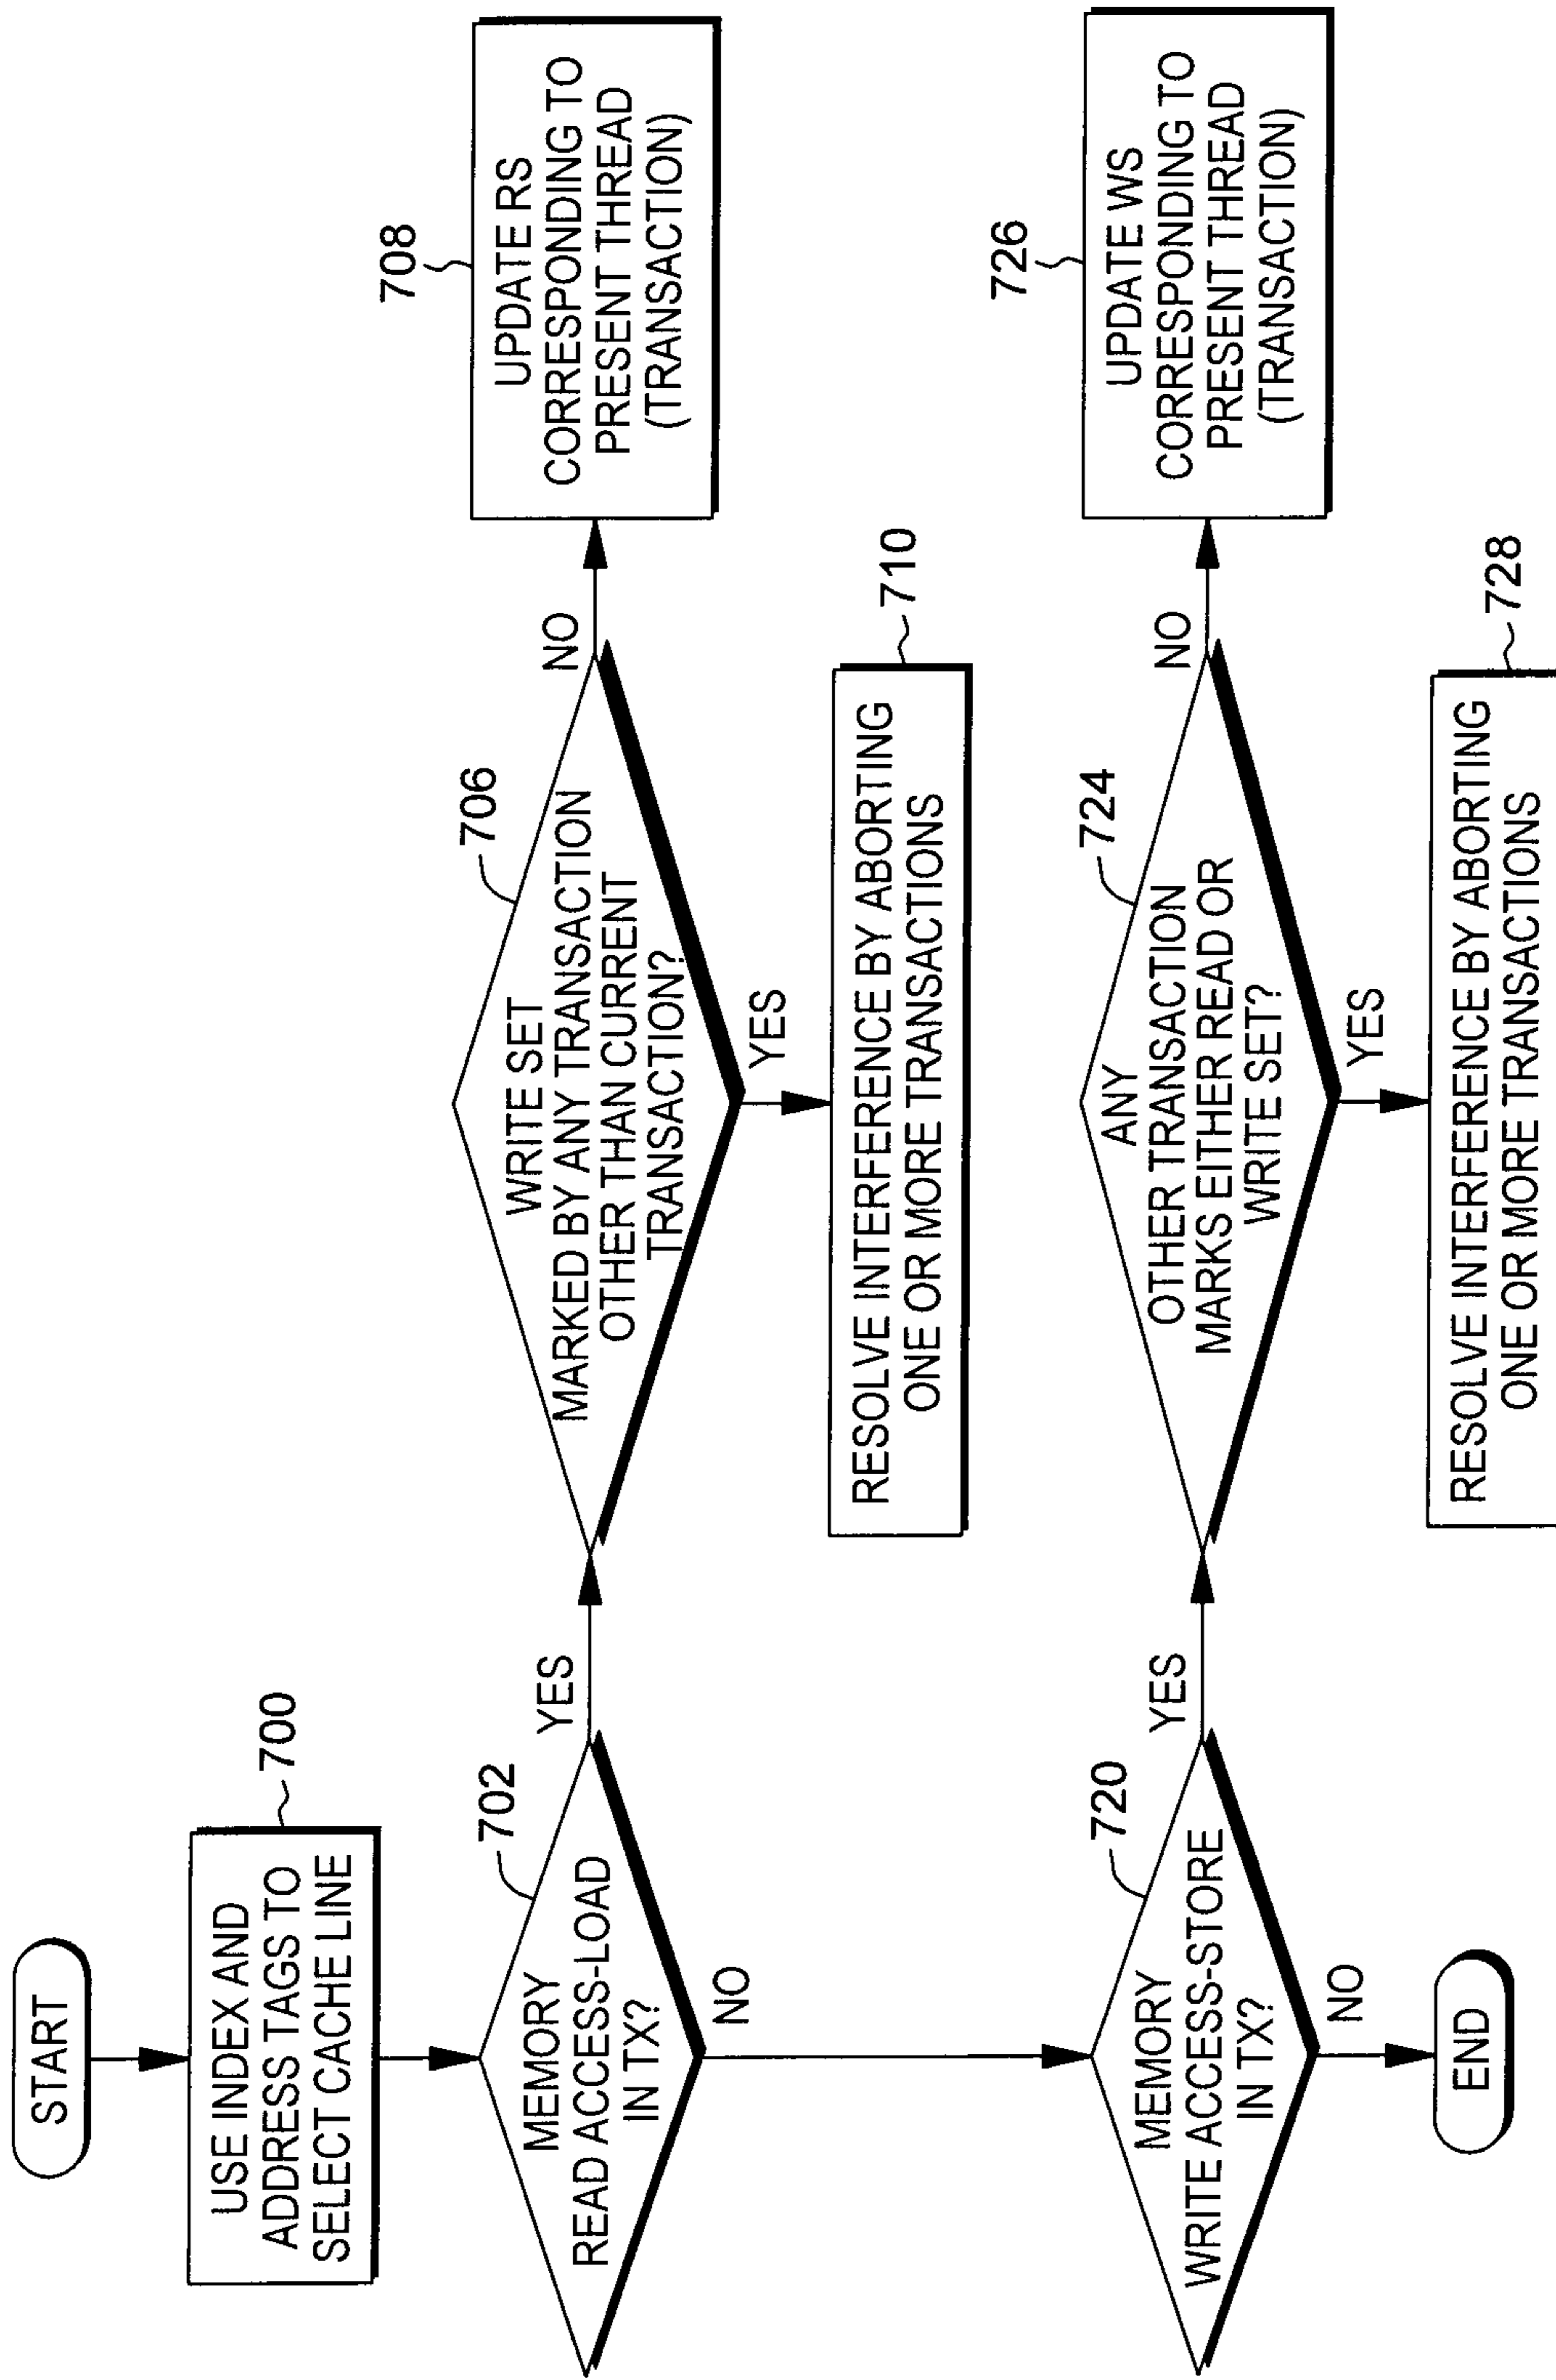 START
USE INDEX AND
ADDRESS TAGS TO
SELECT CACHE LINE
700
MEMORY
READ ACCESS-LOAD
IN TX?
702
YES
NO
WRITE SET
MARKED BY ANY TRANSACTION
OTHER THAN CURRENT
TRANSACTION?
706
NO
YES
UPDATE RS
CORRESPONDING TO
PRESENT THREAD
(TRANSACTION)
708
RESOLVE INTERFERENCE BY ABORTING
ONE OR MORE TRANSACTIONS
710
MEMORY
WRITE ACCESS-STORE
IN TX?
720
YES
NO
ANY
OTHER TRANSACTION
MARKS EITHER READ OR
WRITE SET?
724
NO
YES
UPDATE WS
CORRESPONDING TO
PRESENT THREAD
(TRANSACTION)
726
RESOLVE INTERFERENCE BY ABORTING
ONE OR MORE TRANSACTIONS
728
END